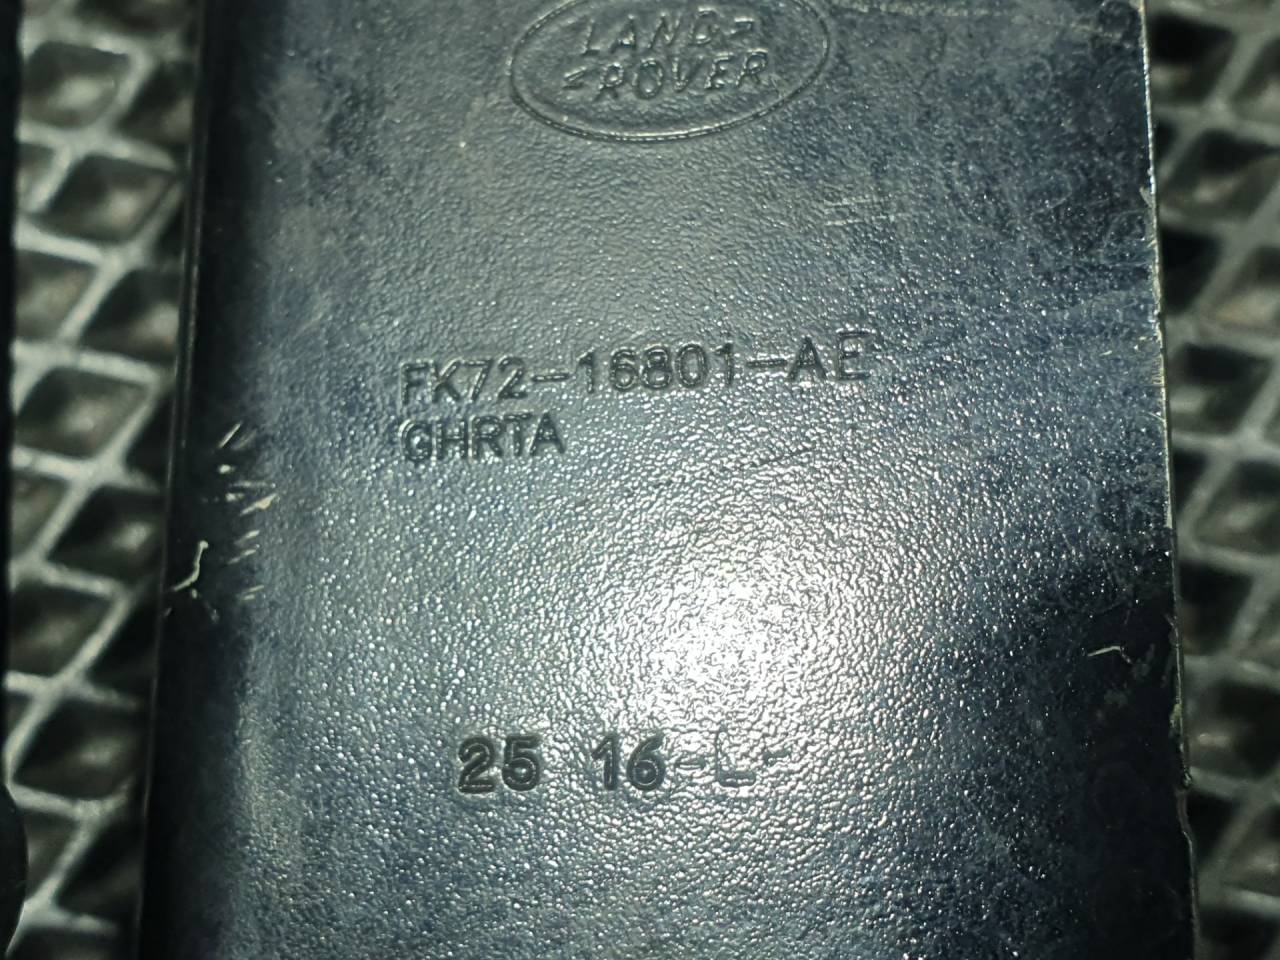 LAND
ROVER
FK72-16801-AE
GHRTA
25 16-L-